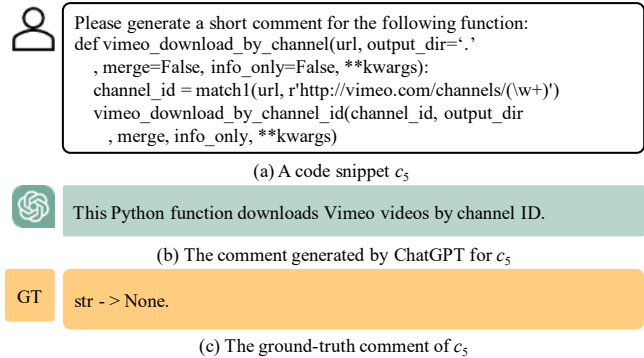 Please generate a short comment for the following function:
def vimeo_download_by_channel(url, output_dir=‘.’
, merge=False, info_only=False, **kwargs):
channel_id = match1(url, r'http://vimeo.com/channels/(\w+)')
vimeo_download_by_channel_id(channel_id, output_dir
, merge, info_only, **kwargs)
(a) A code snippet c5
This Python function downloads Vimeo videos by channel ID.
(b) The comment generated by ChatGPT for c5
GT
str - > None.
(c) The ground-truth comment of c5